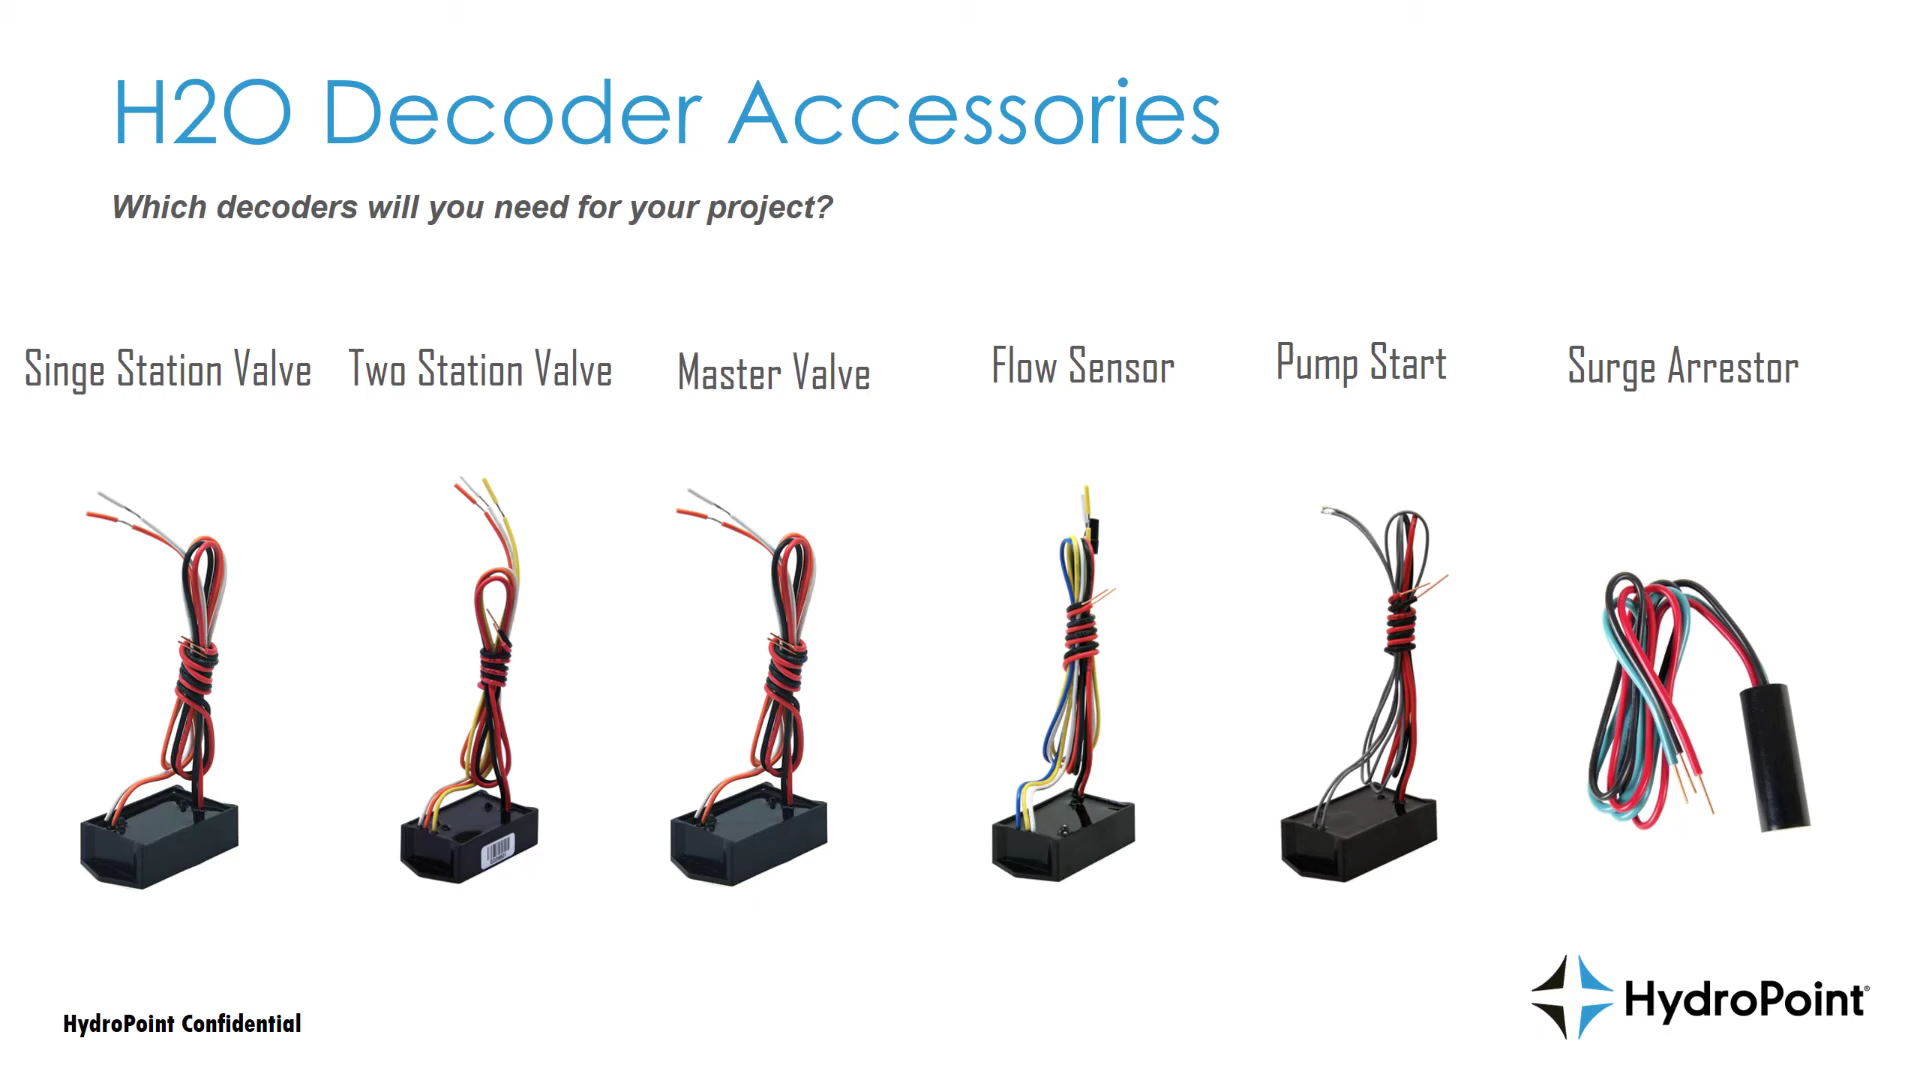 H2O Decoder Accessories
Which decoders will you need for your project?
Singe Station Valve
Two Station Valve
Master Valve
Flow Sensor
Pump Start
Surge Arrestor
HydroPoint Confidential
HydroPoint®